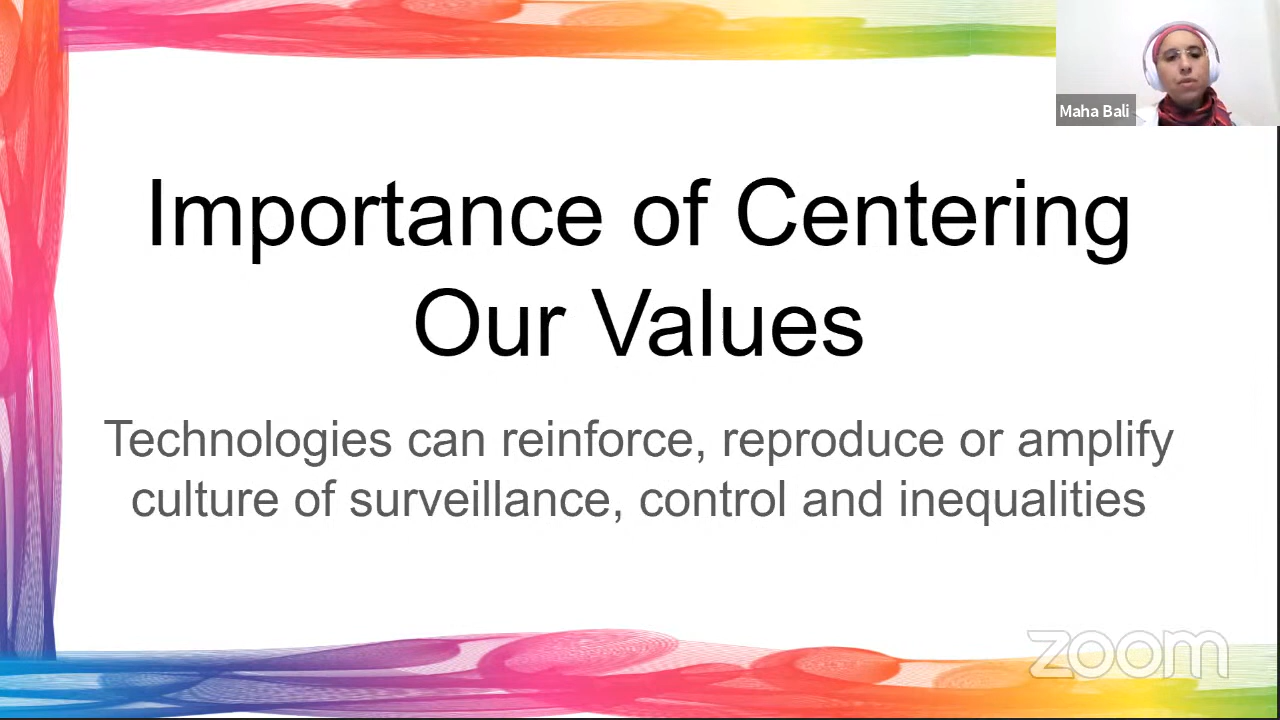 Maha Bali
Importance of Centering
Our Values
Technologies can reinforce, reproduce or amplify
culture of surveillance, control and inequalities
zoom